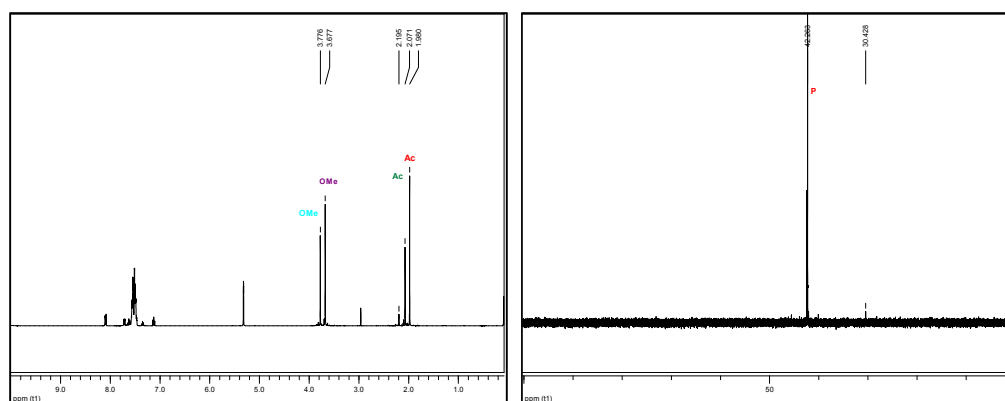 3.776
3.677
2.195
2.071
1.980
Ac
Ac
OMe
OMe
9.0 8.0 7.0 6.0 5.0 4.0 3.0 2.0 1.0
ppm (t1)
42.263
30.428
P
50
ppm (t1)